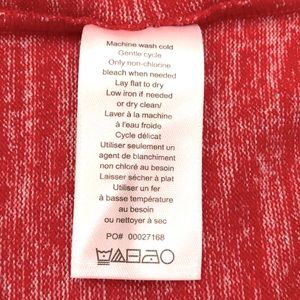 Machine wash cold
Gentle cycle
Only non-chlorine
bleach when needed
Lay flat to dry
Low iron if needed
or dry clean/
Laver à la machine
à l'eau froide
Cycle délicat
Utiliser seulement un
agent de blanchiment
non chloré au besoin
Laisser sécher à plat
Utiliser un fer
à basse température
au besoin
ou nettoyer à sec
PO# 00027168